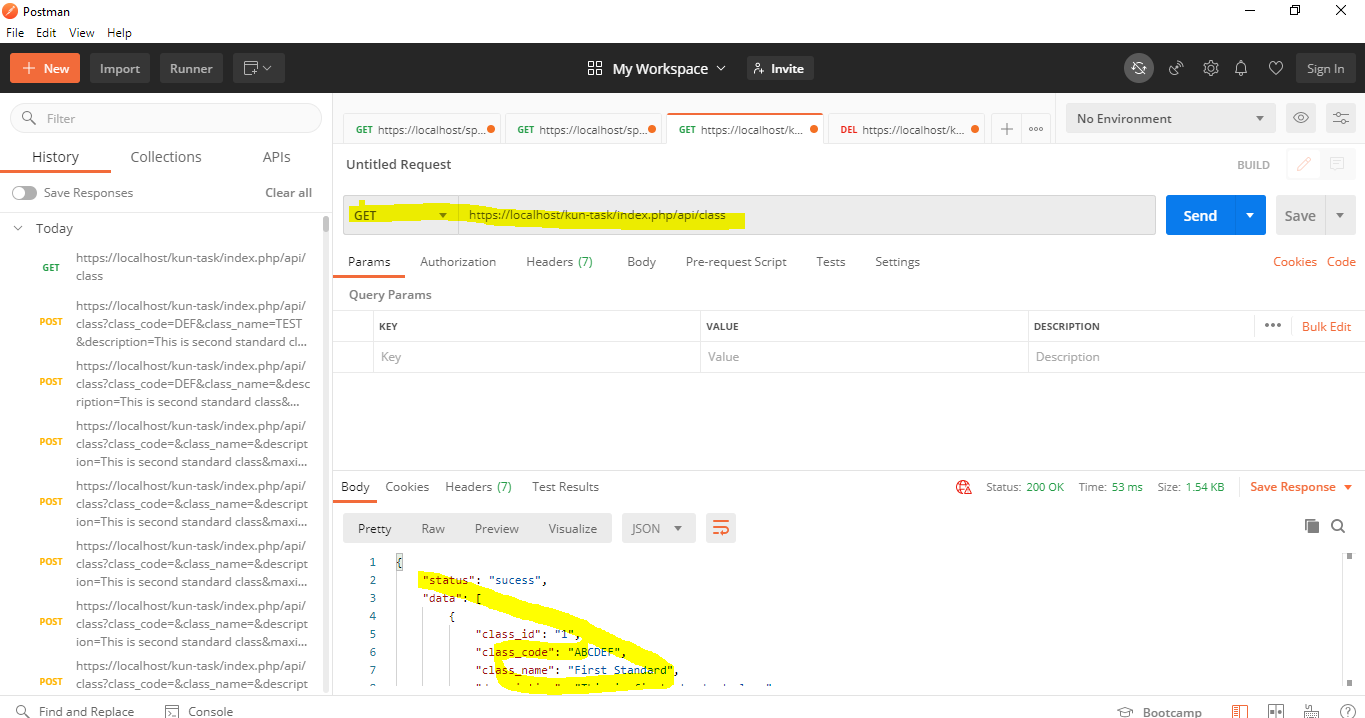 Postman
File Edit View Help
New Import Runner My Workspace Invite Sign In
Filter
History Collections APIs
Save Responses Clear all
Today
GET https://localhost/kun-task/index.php/api/
class
POST https://localhost/kun-task/index.php/api/
class?class_code=DEF&class_name=TEST
&description=This is second standard cl...
POST https://localhost/kun-task/index.php/api/
class?class_code=DEF&class_name=&desc
ription=This is second standard class&...
POST https://localhost/kun-task/index.php/api/
class?class_code=&class_name=&descript
ion=This is second standard class&maxi...
POST https://localhost/kun-task/index.php/api/
class?class_code=&class_name=&descript
ion=This is second standard class&maxi...
POST https://localhost/kun-task/index.php/api/
class?class_code=&class_name=&descript
ion=This is second standard class&maxi...
POST https://localhost/kun-task/index.php/api/
class?class_code=&class_name=&descript
ion=This is second standard class&maxi...
POST https://localhost/kun-task/index.php/api/
class?class_code=&class_name=&descript
GET https://localhost/sp... GET https://localhost/sp... GET https://localhost/k... DEL https://localhost/k...
No Environment
Untitled Request BUILD
GET https://localhost/kun-task/index.php/api/class Send Save
Params Authorization Headers (7) Body Pre-request Script Tests Settings Cookies Code
Query Params
KEY VALUE DESCRIPTION Bulk Edit
Key Value Description
Body Cookies Headers (7) Test Results Status: 200 OK Time: 53 ms Size: 1.54 KB Save Response
Pretty Raw Preview Visualize JSON
1 {
2 "status": "sucess",
3 "data": [
4 {
5 "class_id": "1",
6 "class_code": "ABCDEF",
7 "class_name": "First Standard",
Find and Replace Console Bootcamp